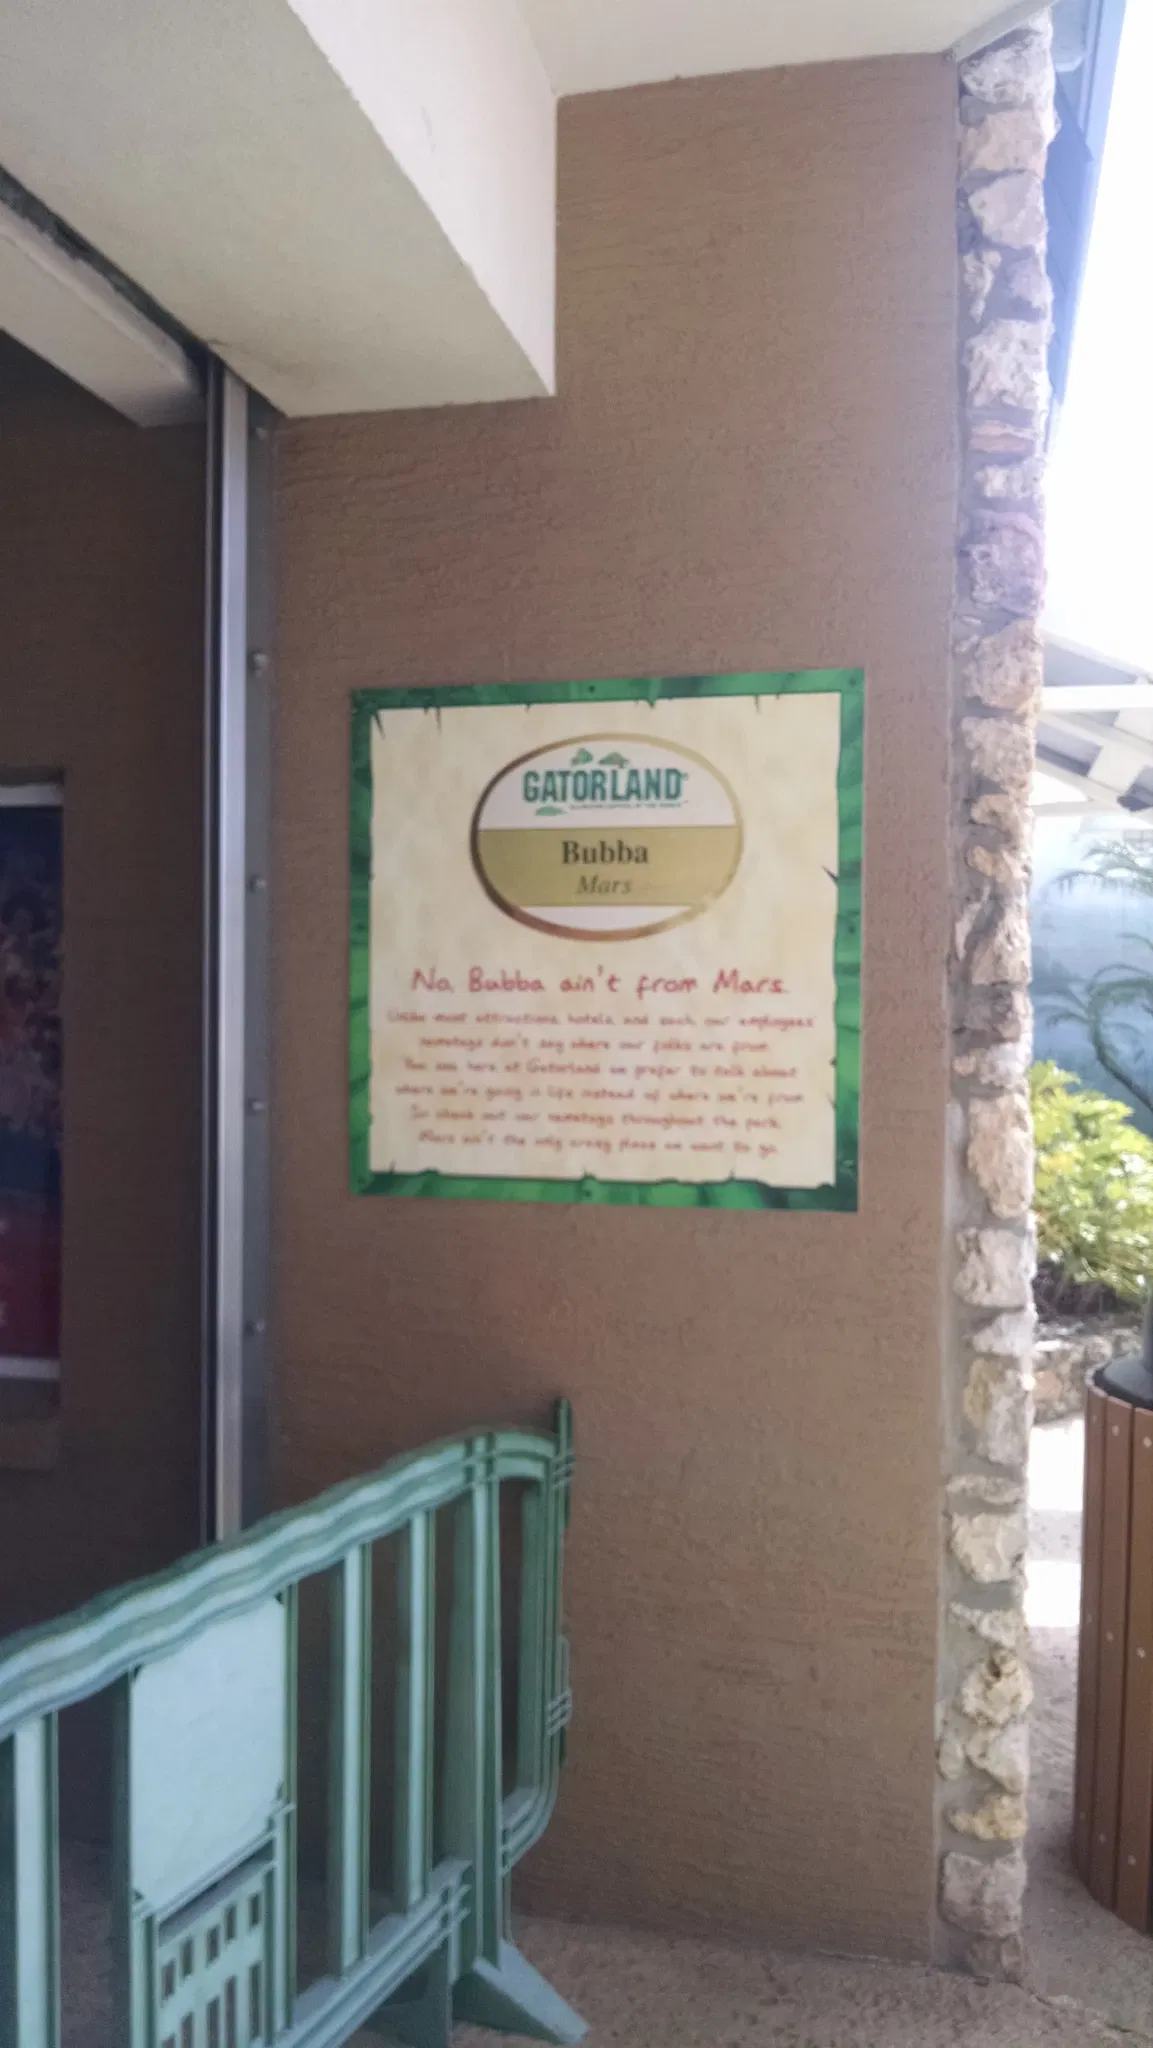 GATORLAND
Bubba
Mars
No, Bubba ain't from Mars.
Unlike most attractions, hotels, and such, our employees'
nametags don't say where our folks are from.
You see, here at Gatorland we prefer to talk about
where we're going in life instead of where we're from.
So check out our nametags throughout the park.
Mars ain't the only crazy place we want to go.